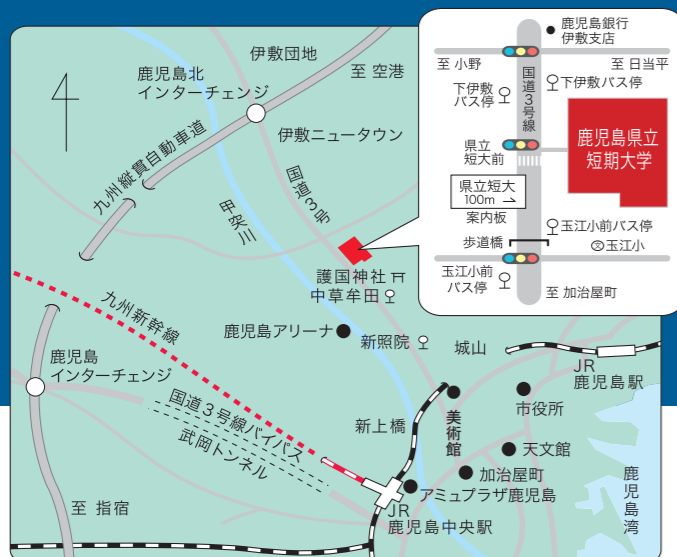 鹿児島銀行
伊敷支店
至 小野
至 日当平
国道3号線
下伊敷
バス停
下伊敷バス停
県立
短大前
鹿児島県立
短期大学
県立短大
100m →
案内板
玉江小前バス停
歩道橋
文 玉江小
玉江小前
バス停
至 加治屋町
伊敷団地
鹿児島北
インターチェンジ
至 空港
伊敷ニュータウン
九州縦貫自動車道
国道3号
甲突川
護国神社
中草牟田
九州新幹線
鹿児島アリーナ
新照院
城山
鹿児島
インターチェンジ
JR
鹿児島駅
国道3号線バイパス
武岡トンネル
新上橋
美術館
市役所
天文館
加治屋町
アミュプラザ鹿児島
至 指宿
JR
鹿児島中央駅
鹿児島湾